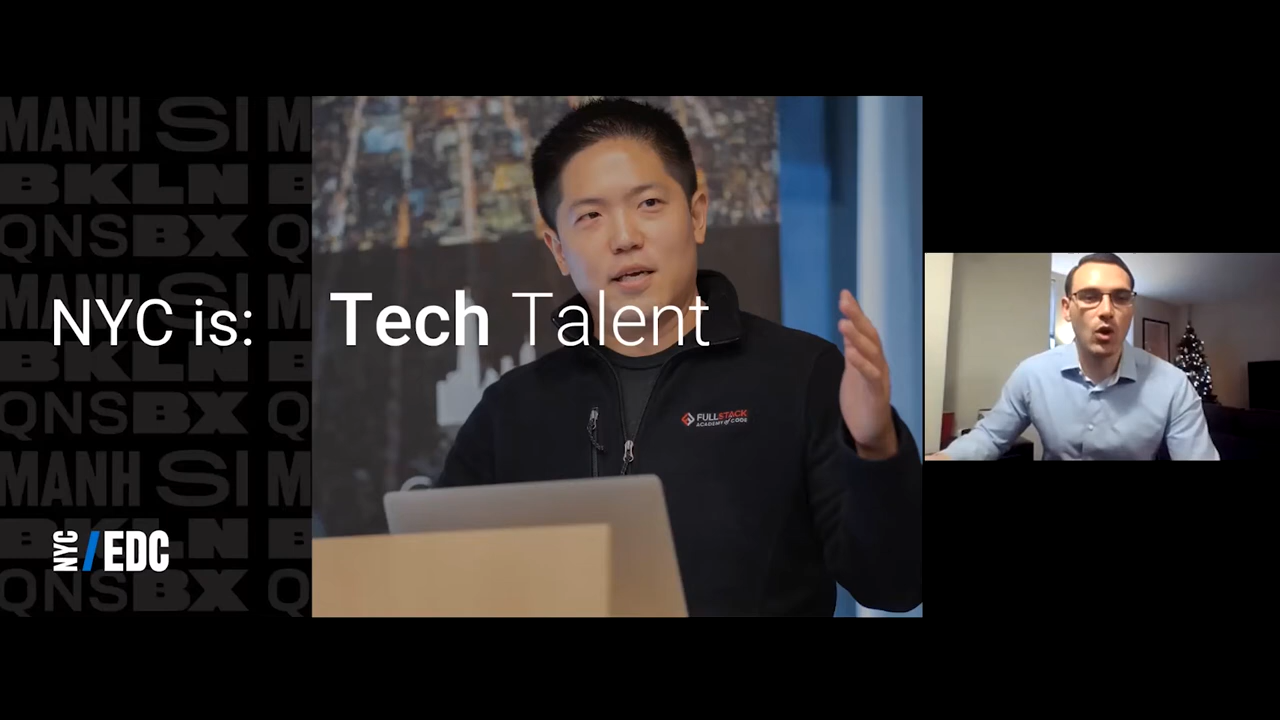 MANH SI M
BKLN B
QNSBX Q
MANH SI M
NYC is: Tech Talent
BKLN B
QNSBX Q
FULLSTACK
ACADEMY of CODE
MANH SI M
BKLN B
NYC /EDC
QNSBX Q